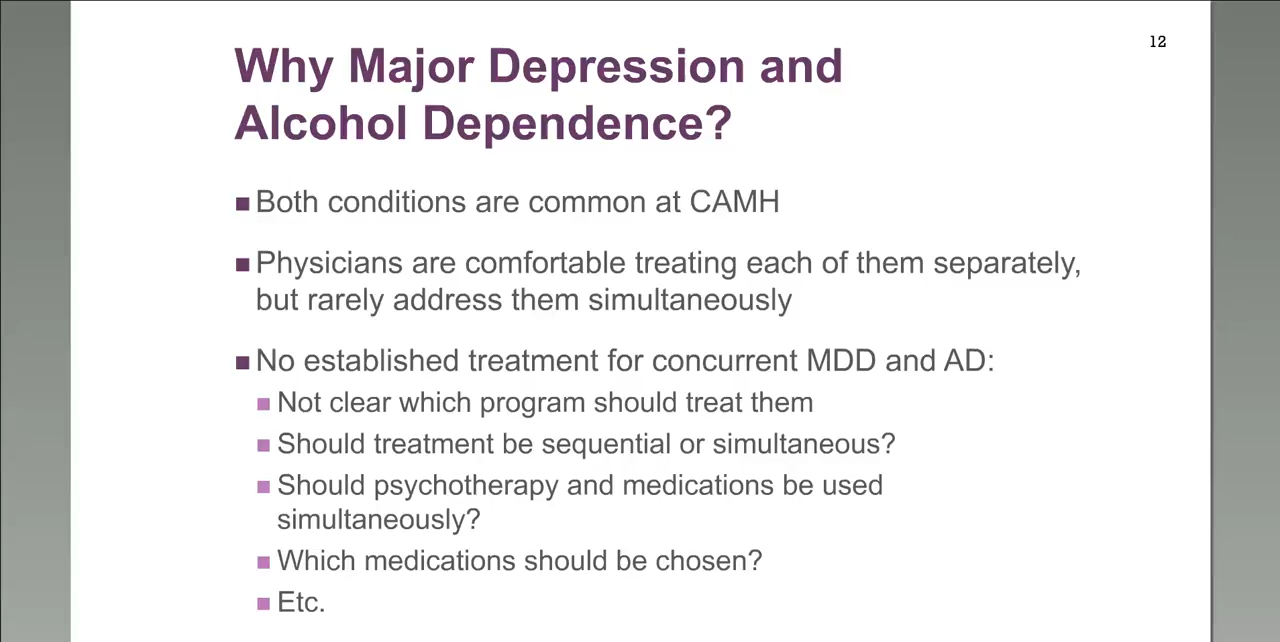 12
Why Major Depression and
Alcohol Dependence?
■ Both conditions are common at CAMH
■ Physicians are comfortable treating each of them separately,
but rarely address them simultaneously
■ No established treatment for concurrent MDD and AD:
■ Not clear which program should treat them
■ Should treatment be sequential or simultaneous?
■ Should psychotherapy and medications be used
simultaneously?
■ Which medications should be chosen?
■ Etc.